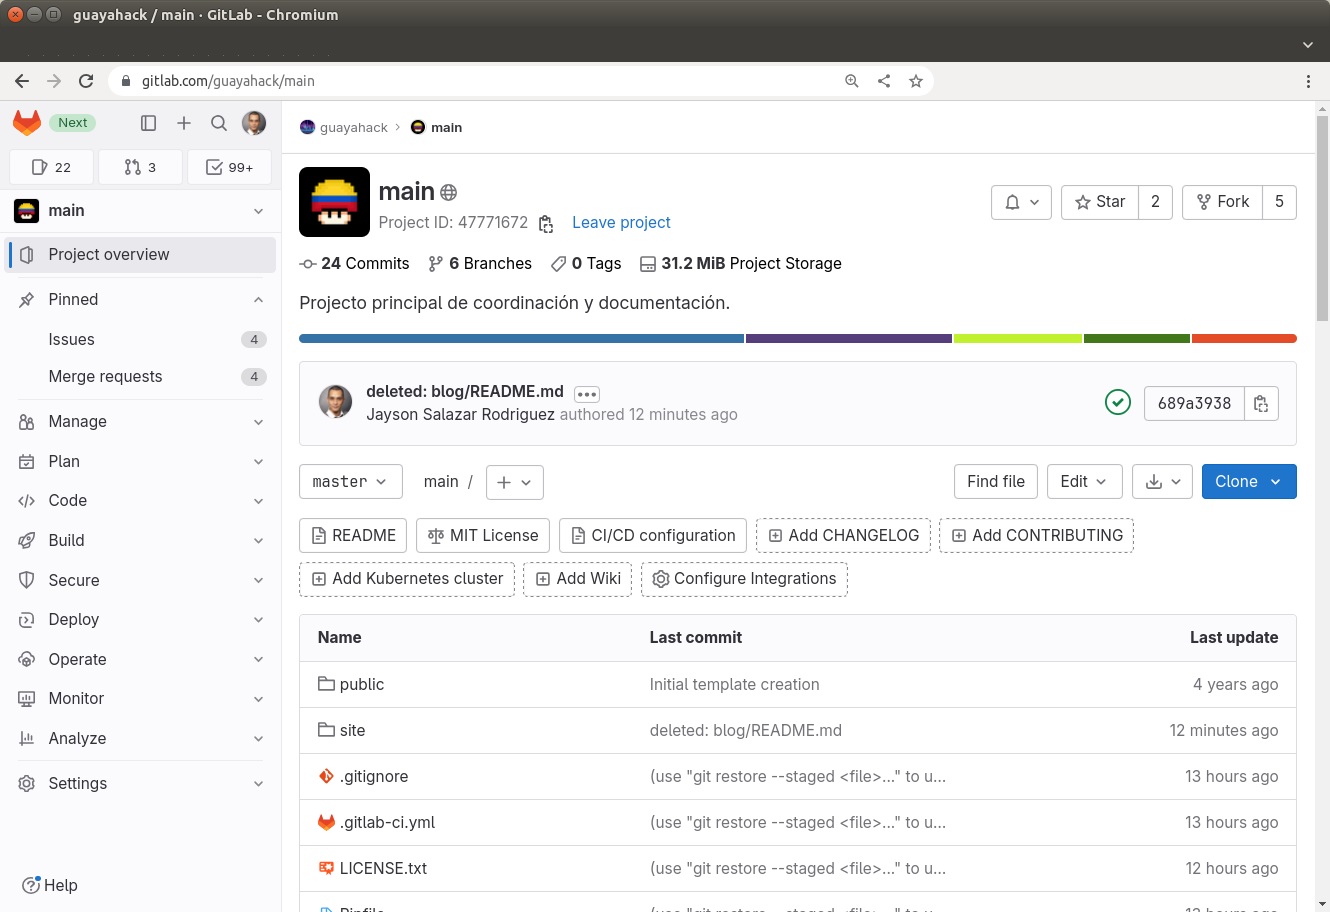 guayahack / main · GitLab - Chromium
gitlab.com/guayahack/main
Next
22 3 99+
main
Project overview
Pinned
Issues 4
Merge requests 4
Manage
Plan
Code
Build
Secure
Deploy
Operate
Monitor
Analyze
Settings
Help
guayahack > main
main
Project ID: 47771672 Leave project
Star 2 Fork 5
24 Commits 6 Branches 0 Tags 31.2 MiB Project Storage
Projecto principal de coordinación y documentación.
deleted: blog/README.md
Jayson Salazar Rodriguez authored 12 minutes ago
689a3938
master main / Find file Edit Clone
README MIT License CI/CD configuration Add CHANGELOG Add CONTRIBUTING
Add Kubernetes cluster Add Wiki Configure Integrations
Name Last commit Last update
public Initial template creation 4 years ago
site deleted: blog/README.md 12 minutes ago
.gitignore (use "git restore --staged <file>..." to u... 13 hours ago
.gitlab-ci.yml (use "git restore --staged <file>..." to u... 13 hours ago
LICENSE.txt (use "git restore --staged <file>..." to u... 12 hours ago